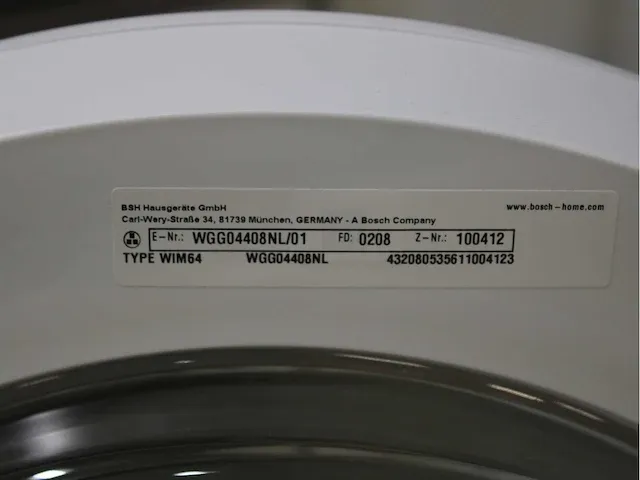 BSH Hausgeräte GmbH www.bosch-home.com
Carl-Wery-Straße 34, 81739 München, GERMANY - A Bosch Company
E-Nr.: WGG04408NL/01 FD: 0208 Z-Nr.: 100412
TYPE WIM64 WGG04408NL 432080535611004123